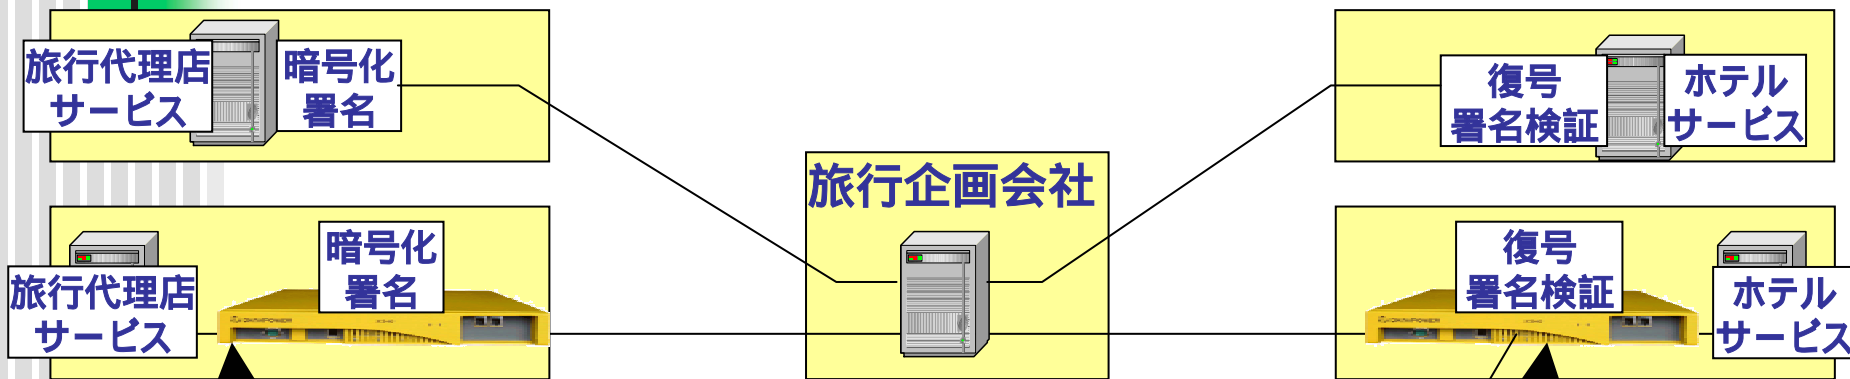 旅行代理店
サービス
暗号化
署名
復号
署名検証
ホテル
サービス
旅行企画会社
旅行代理店
サービス
暗号化
署名
復号
署名検証
ホテル
サービス